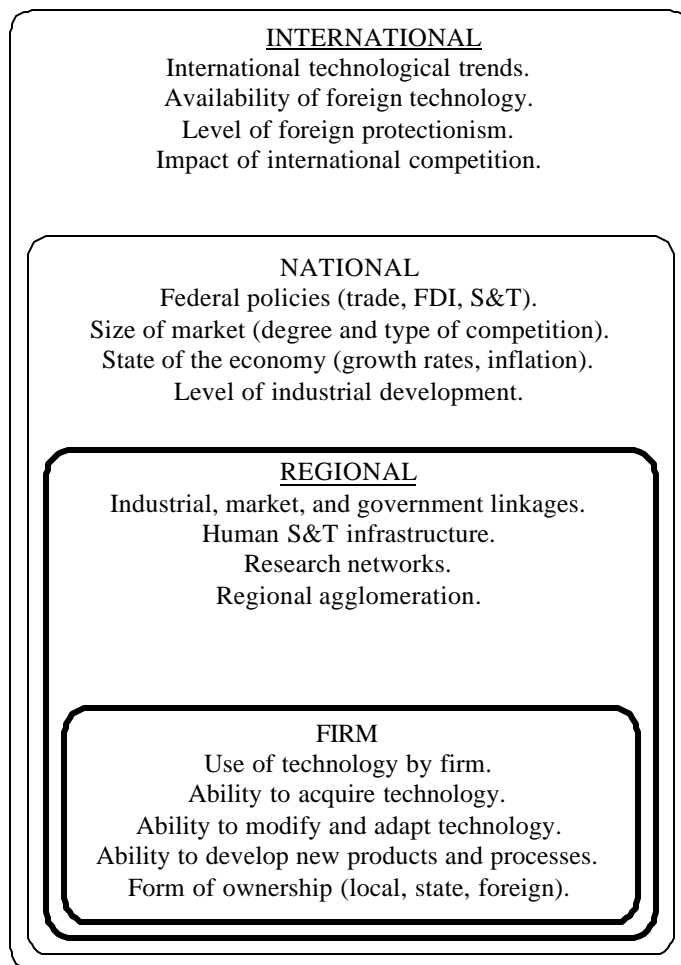 INTERNATIONAL
International technological trends.
Availability of foreign technology.
Level of foreign protectionism.
Impact of international competition.
NATIONAL
Federal policies (trade, FDI, S&T).
Size of market (degree and type of competition).
State of the economy (growth rates, inflation).
Level of industrial development.
REGIONAL
Industrial, market, and government linkages.
Human S&T infrastructure.
Research networks.
Regional agglomeration.
FIRM
Use of technology by firm.
Ability to acquire technology.
Ability to modify and adapt technology.
Ability to develop new products and processes.
Form of ownership (local, state, foreign).